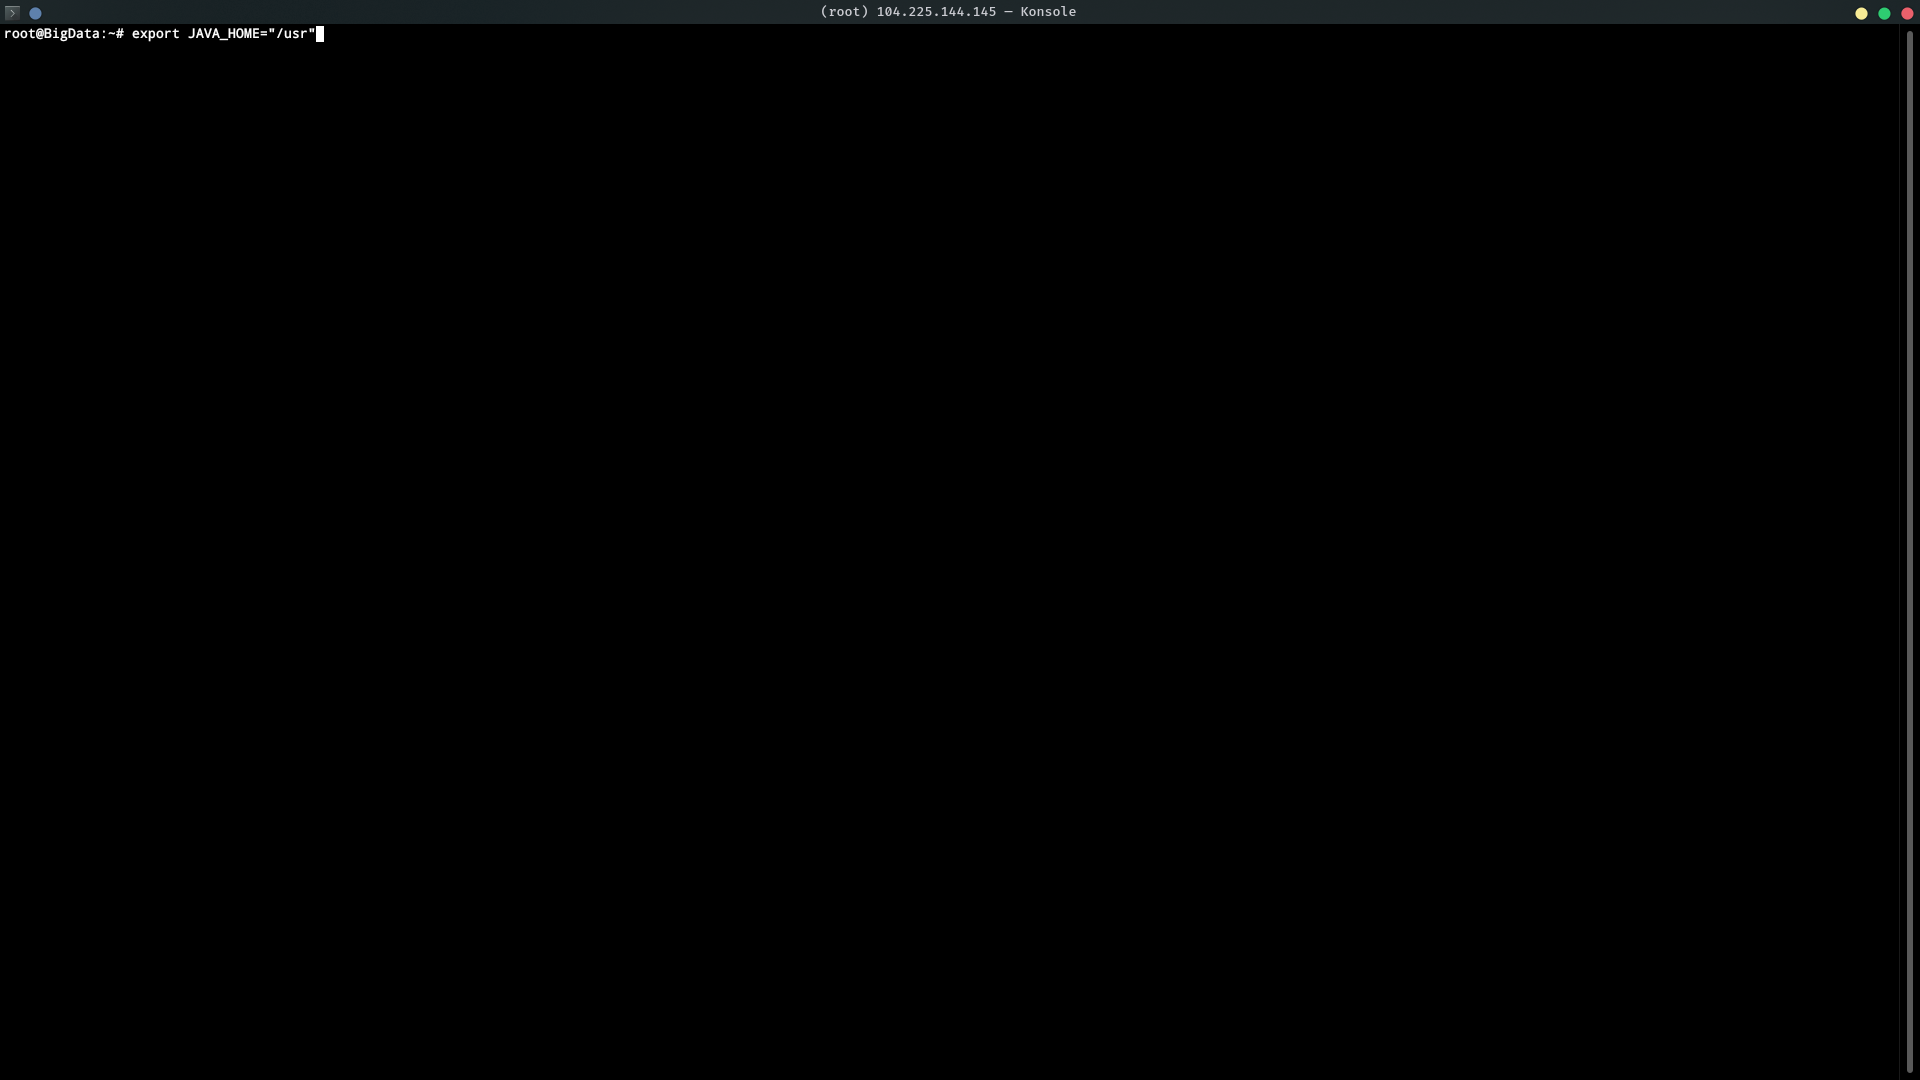 (root) 104.225.144.145 — Konsole
root@BigData:~# export JAVA_HOME="/usr"